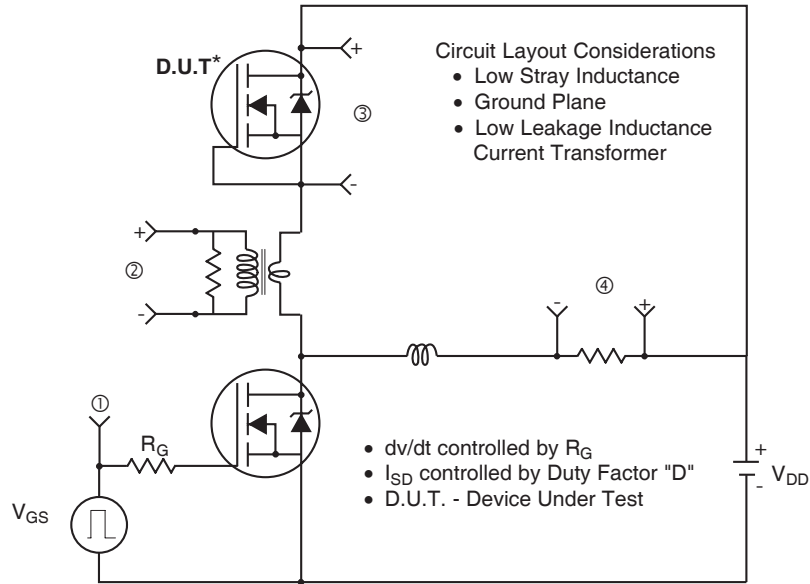 D.U.T*
+
Circuit Layout Considerations
• Low Stray Inductance
• Ground Plane
• Low Leakage Inductance
Current Transformer
③
-
+
②
-
④
- +
①
RG
VGS
• dv/dt controlled by RG
• ISD controlled by Duty Factor "D"
• D.U.T. - Device Under Test
+
VDD
-